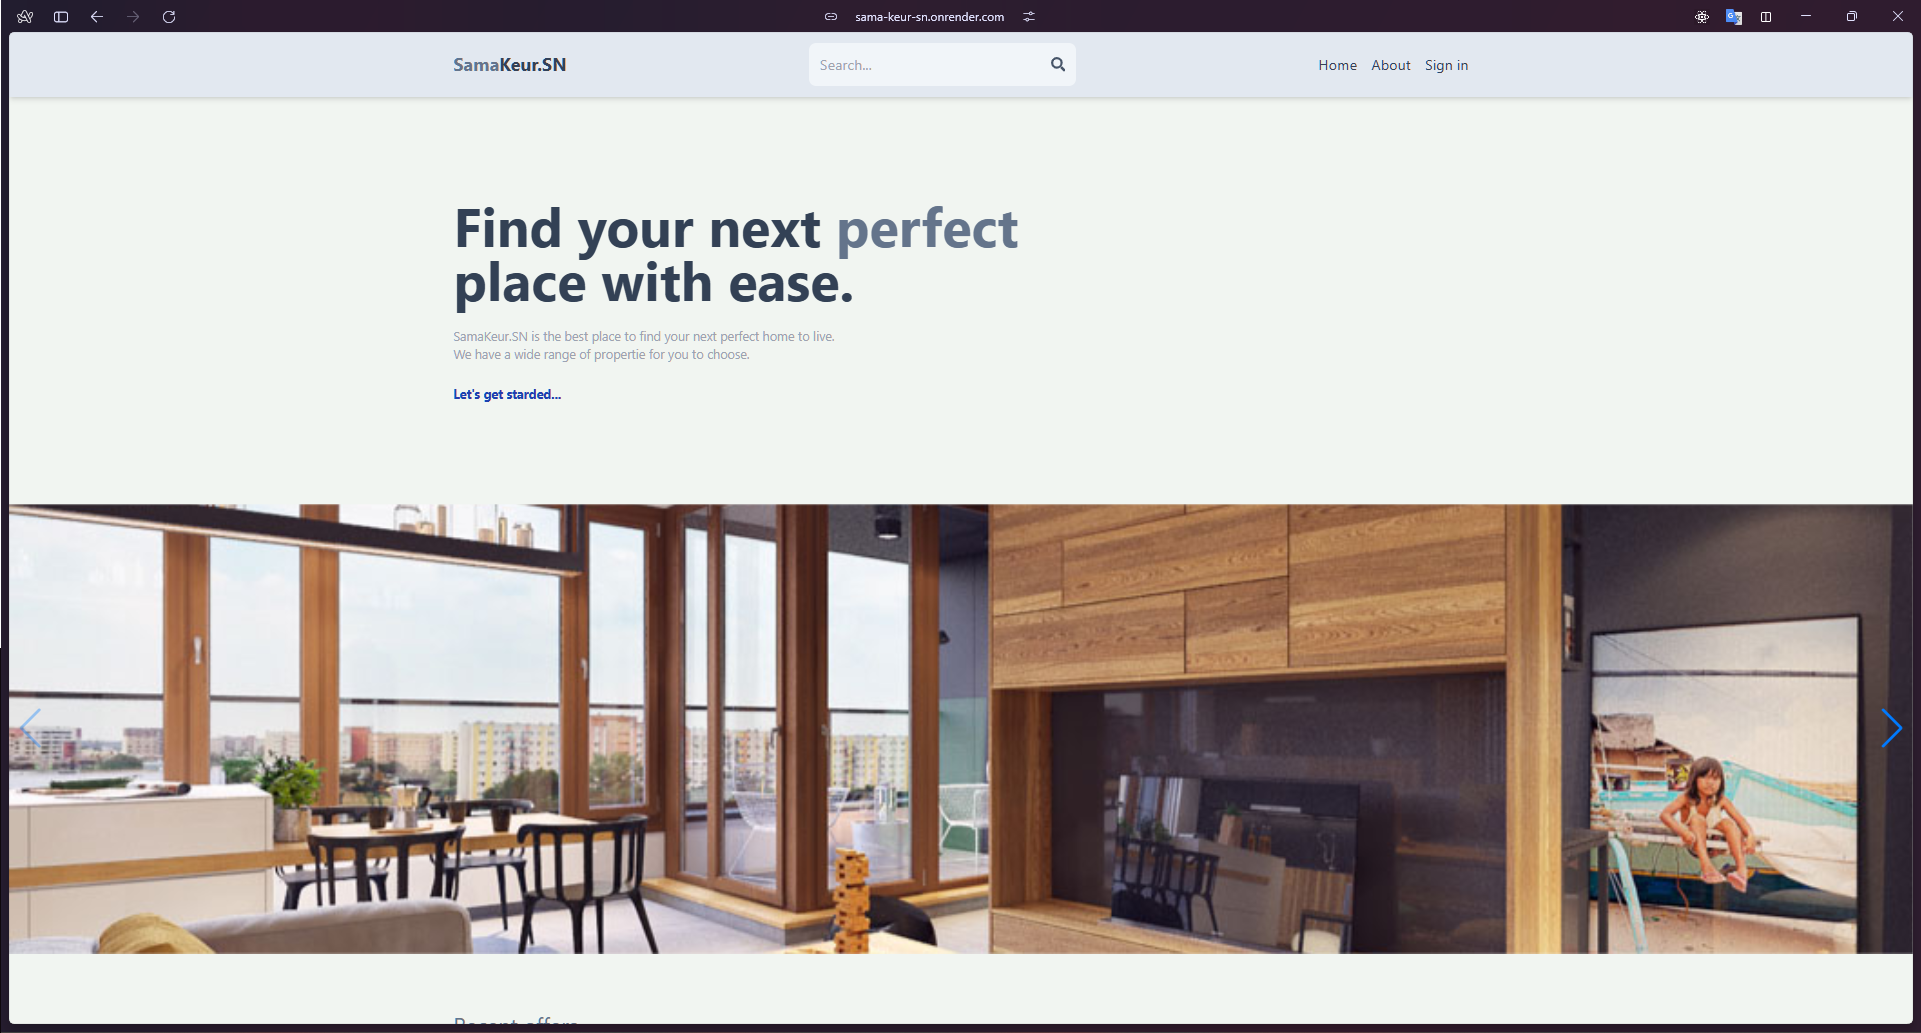 sama-keur-sn.onrender.com
SamaKeur.SN
Search...
Home About Sign in
Find your next perfect
place with ease.
SamaKeur.SN is the best place to find your next perfect home to live.
We have a wide range of propertie for you to choose.
Let's get starded...
Recent offers